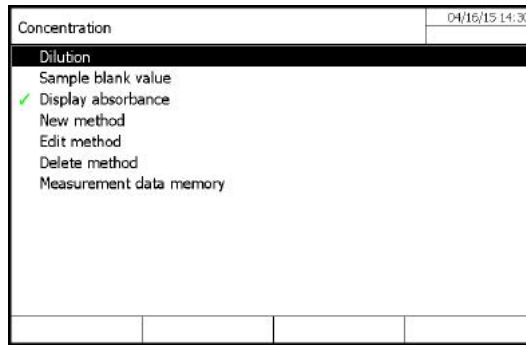 Concentration
04/16/15 14:30
Dilution
Sample blank value
✓ Display absorbance
New method
Edit method
Delete method
Measurement data memory